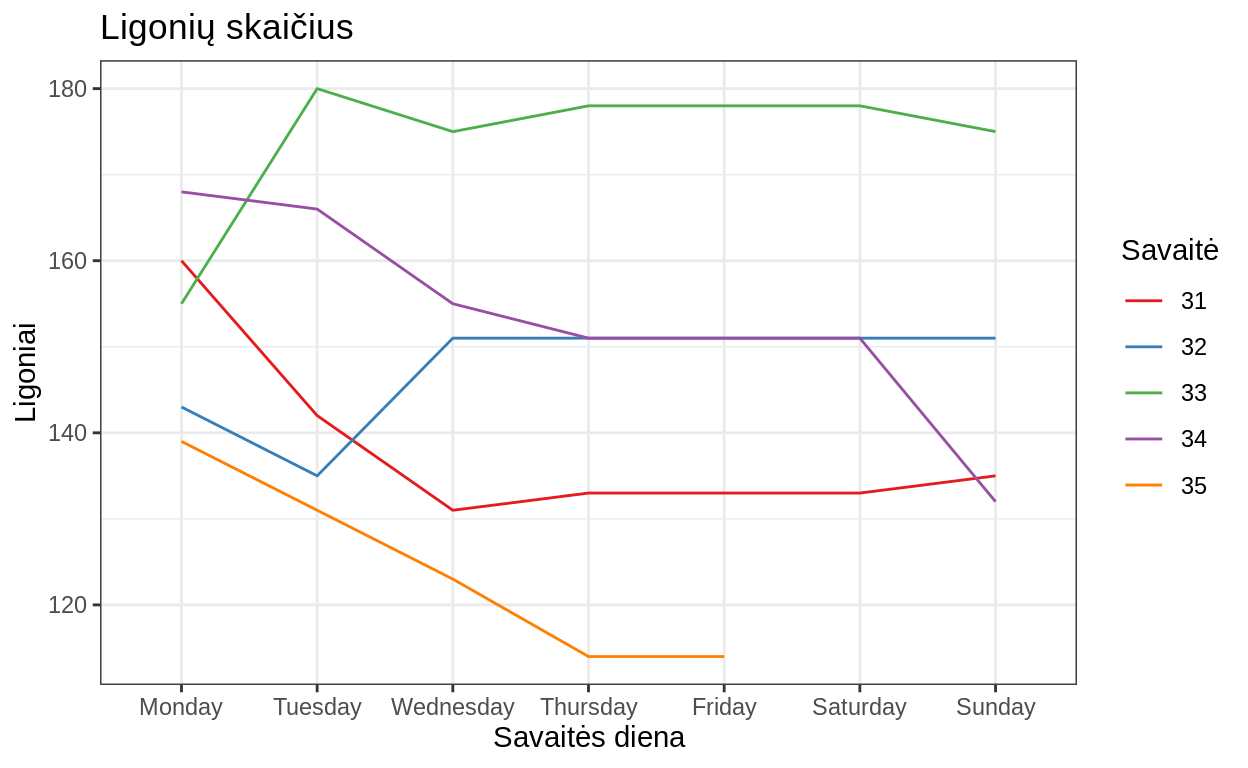 Ligonių skaičius
180
160
140
120
Ligoniai
Monday Tuesday Wednesday Thursday Friday Saturday Sunday
Savaitės diena
Savaitė
31
32
33
34
35